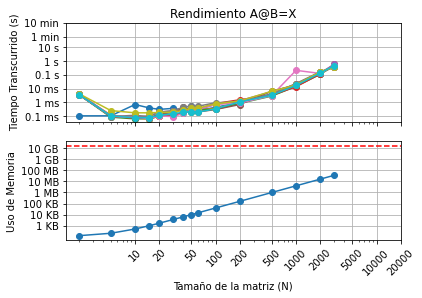 Rendimiento A@B=X
Tiempo Transcurrido (s)
10 min
1 min
10 s
1 s
0.1 s
10 ms
1 ms
0.1 ms
Uso de Memoria
10 GB
1 GB
100 MB
10 MB
1 MB
100 KB
10 KB
1 KB
10 20 50 100 200 500 1000 2000 5000 10000 20000
Tamaño de la matriz (N)